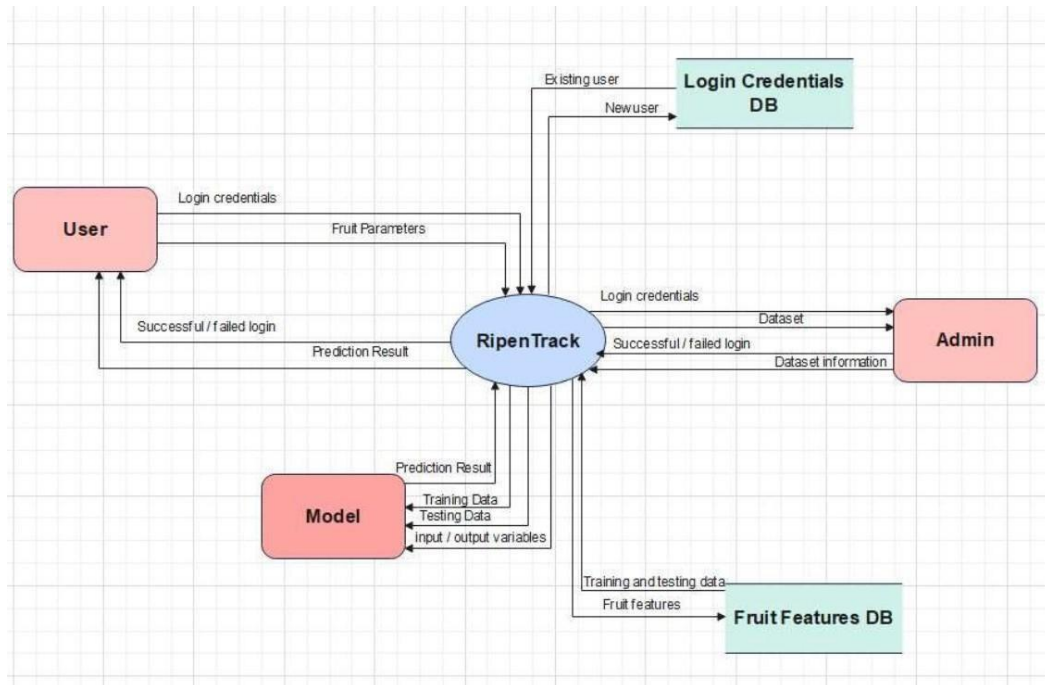 Existing user
Login Credentials
DB
New user
Login credentials
User
Fruit Parameters
Login credentials
Dataset
Successful / failed login
RipenTrack
Successful / failed login
Admin
Prediction Result
Dataset information
Prediction Result
Training Data
Model
Testing Data
input / output variables
Training and testing data
Fruit features
Fruit Features DB